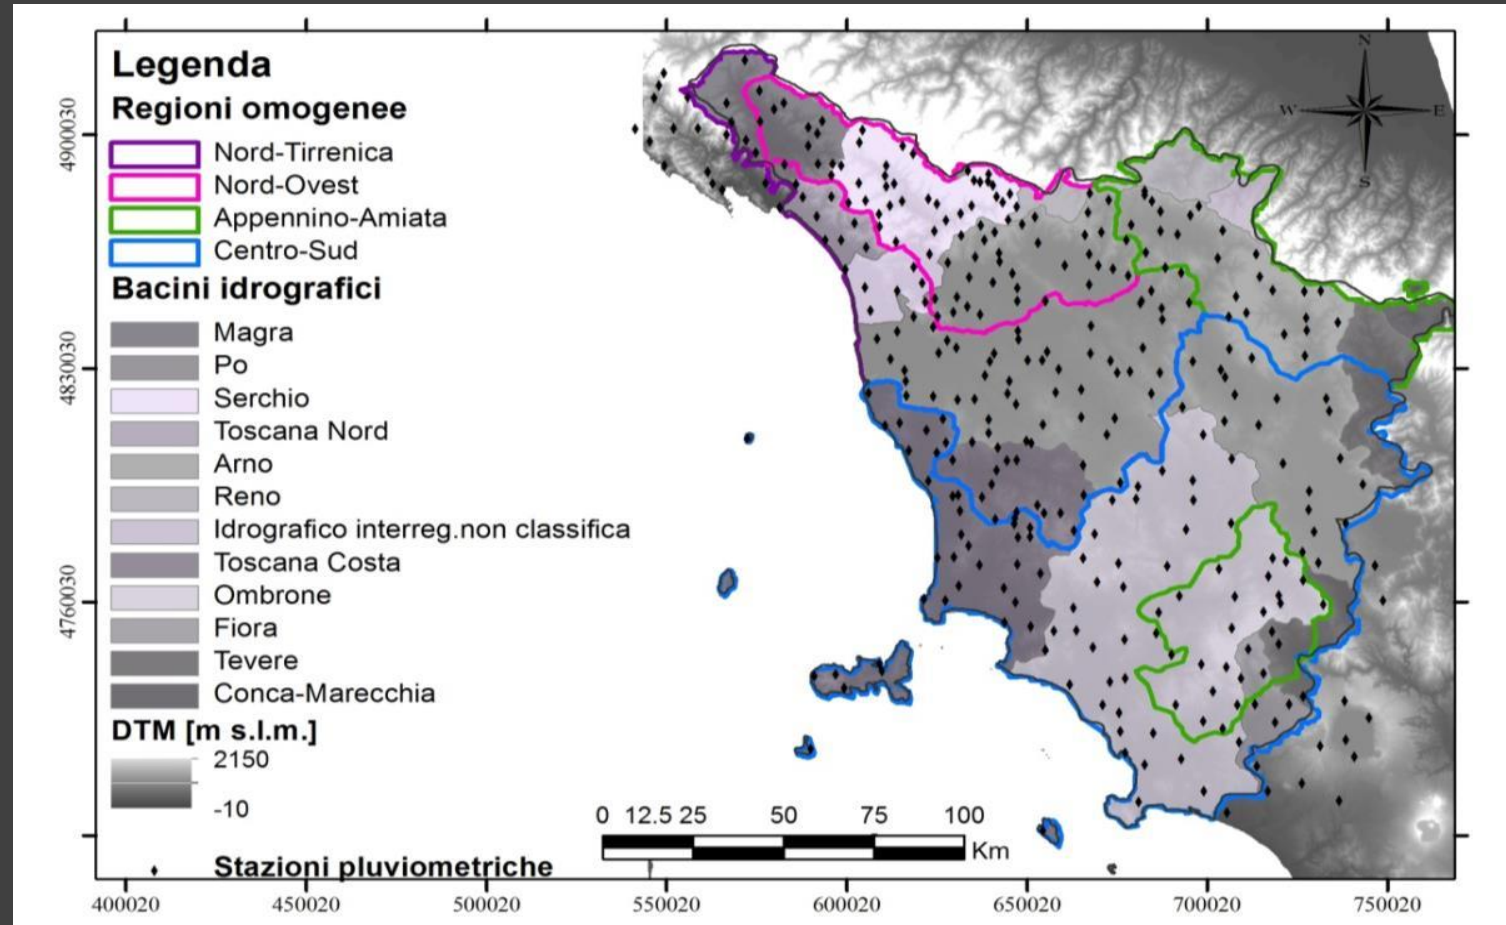 Legenda
Regioni omogenee
Nord-Tirrenica
Nord-Ovest
Appennino-Amiata
Centro-Sud
Bacini idrografici
Magra
Po
Serchio
Toscana Nord
Arno
Reno
Idrografico interreg.non classifica
Toscana Costa
Ombrone
Fiora
Tevere
Conca-Marecchia
DTM [m s.l.m.]
2150
-10
Stazioni pluviometriche
N
W E
S
4900030
4830030
4760030
0 12.5 25 50 75 100
Km
400020 450020 500020 550020 600020 650020 700020 750020